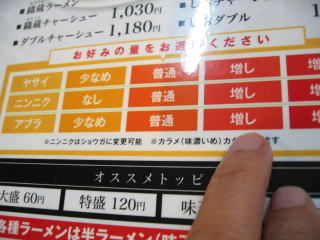 蔵ラーメン 1,030円
蔵チャーシュー
ダブルチャーシュー 1,180円
お好みの量をお選びください
ヤサイ 少なめ 普通 増し
ニンニク なし 普通 増し
アブラ 少なめ 普通 増し
※ニンニクはショウガに変更可能 ※カラメ(味濃いめ)
オススメトッピ
大盛 60円 特盛 120円 味
各種ラーメンは半ラーメン